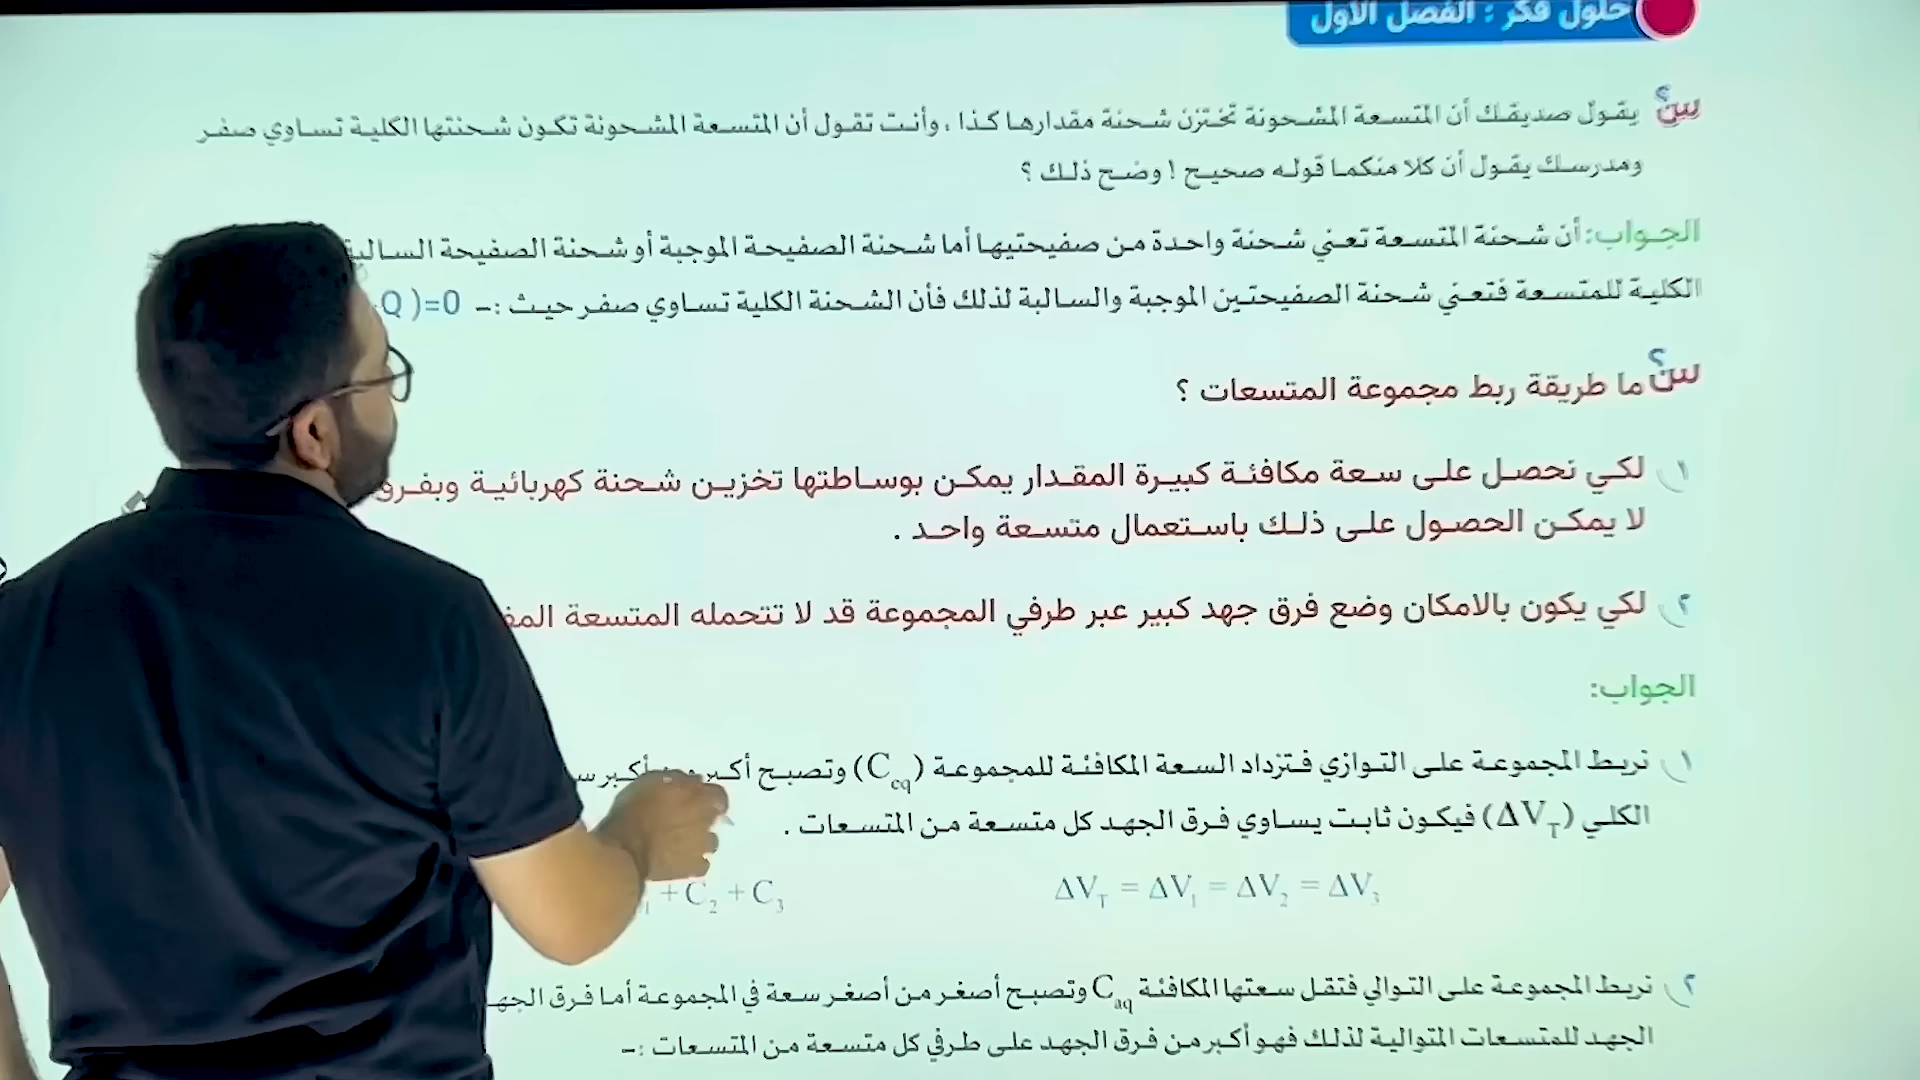 حلول فكر : الفصل الأول
س؟ يقول صديقك أن المتسعة المشحونة تختزن شحنة مقدارها كذا ، وأنت تقول أن المتسعة المشحونة تكون شحنتها الكلية تساوي صفر
ومدرسك يقول أن كلا منكما قوله صحيح ! وضح ذلك ؟
الجواب: أن شحنة المتسعة تعني شحنة واحدة من صفيحتيها أما شحنة الصفيحة الموجبة أو شحنة الصفيحة السالبة
الكلية للمتسعة فتعني شحنة الصفيحتين الموجبة والسالبة لذلك فأن الشحنة الكلية تساوي صفر حيث :- Q )=0
س؟ ما طريقة ربط مجموعة المتسعات ؟
١) لكي نحصل على سعة مكافئة كبيرة المقدار يمكن بوساطتها تخزين شحنة كهربائية وبفرق
لا يمكن الحصول على ذلك باستعمال متسعة واحد .
٢) لكي يكون بالامكان وضع فرق جهد كبير عبر طرفي المجموعة قد لا تتحمله المتسعة
الجواب:
١) نربط المجموعة على التوازي فتزداد السعة المكافئة للمجموعة (Ceq) وتصبح أكبر من أكبر
الكلي (ΔVT) فيكون ثابت يساوي فرق الجهد كل متسعة من المتسعات .
ΔVT = ΔV1 = ΔV2 = ΔV3 1 + C2 + C3
٢) نربط المجموعة على التوالي فتقل سعتها المكافئة Caq وتصبح أصغر من أصغر سعة في المجموعة أما فرق الجهد
الجهد للمتسعات المتوالية لذلك فهو أكبر من فرق الجهد على طرفي كل متسعة من المتسعات :-